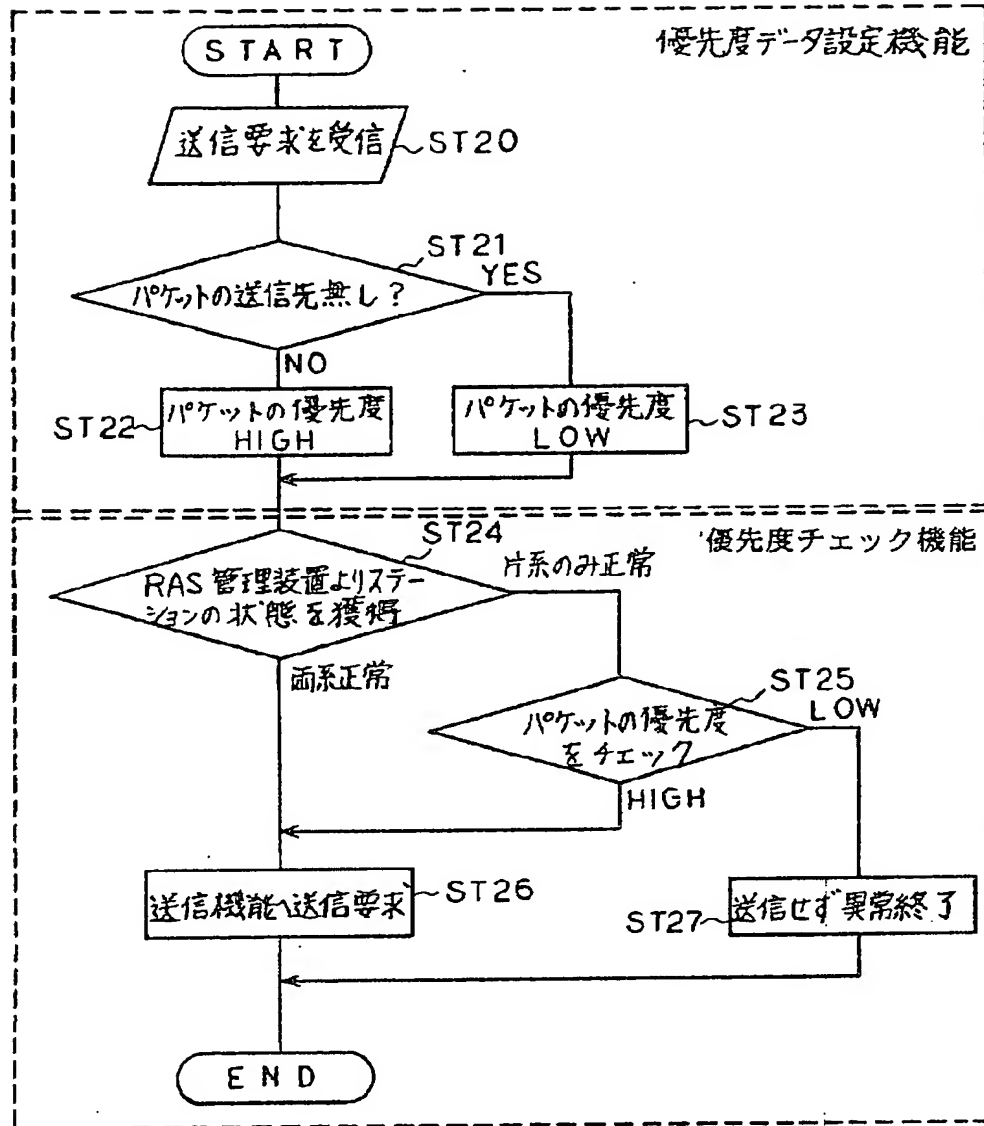 START
優先度データ設定機能
送信要求を受信
ST20
ST21
パケットの送信先無し?
YES
NO
ST22
パケットの優先度
HIGH
パケットの優先度
LOW
ST23
優先度チェック機能
ST24
RAS管理装置よりステー
ションの状態を獲得
片系のみ正常
両系正常
ST25
パケットの優先度
をチェック
LOW
HIGH
送信機能へ送信要求
ST26
ST27
送信せず異常終了
END